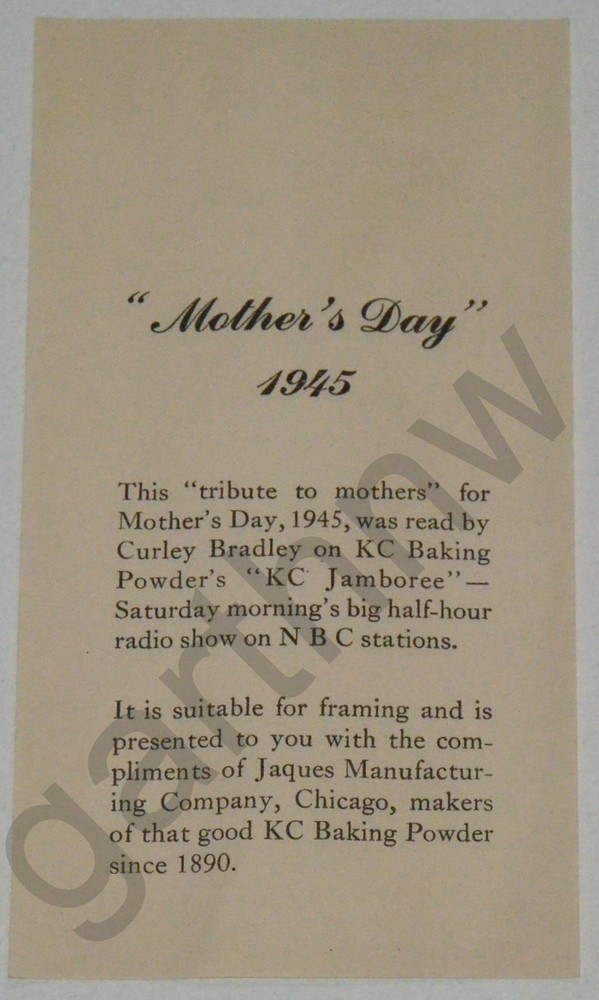 “Mother’s Day”
1945
This “tribute to mothers” for
Mother’s Day, 1945, was read by
Curley Bradley on KC Baking
Powder’s “KC Jamboree”—
Saturday morning’s big half-hour
radio show on N B C stations.
It is suitable for framing and is
presented to you with the com-
pliments of Jaques Manufactur-
ing Company, Chicago, makers
of that good KC Baking Powder
since 1890.
garthnw